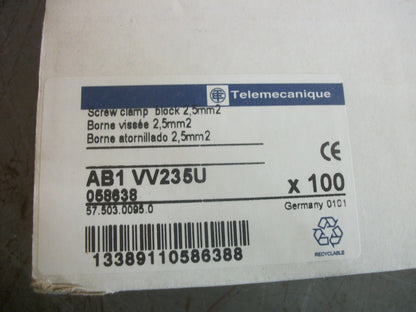 Telemecanique
Screw clamp block 2,5mm2
Borne vissée 2,5mm2
Borne atornillado 2,5mm2
CE
AB1 VV235U
x 100
058638
57.503.0095.0
Germany 0101
13389110586388
RECYCLABLE